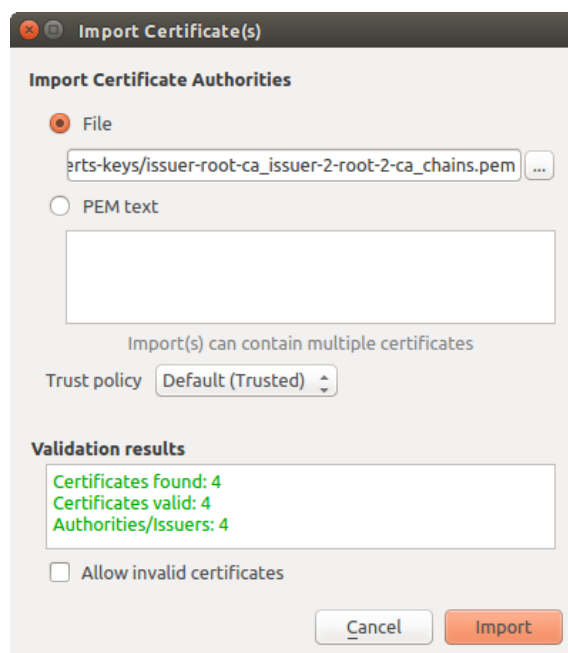 Import Certificate(s)
Import Certificate Authorities
File
erts-keys/issuer-root-ca_issuer-2-root-2-ca_chains.pem ...
PEM text
Import(s) can contain multiple certificates
Trust policy Default (Trusted)
Validation results
Certificates found: 4
Certificates valid: 4
Authorities/Issuers: 4
Allow invalid certificates
Cancel Import